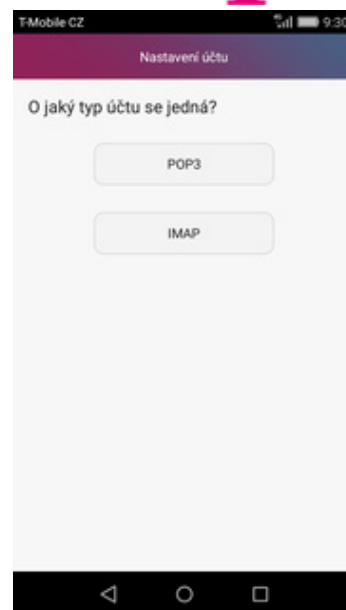 T-Mobile CZ 9:30
Nastavení účtu
O jaký typ účtu se jedná?
POP3
IMAP